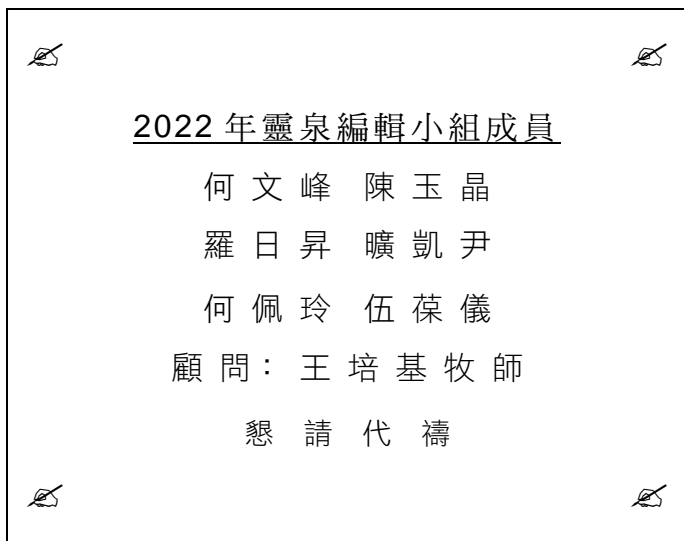 2022 年靈泉編輯小組成員
何 文 峰 陳 玉 晶
羅 日 昇 曠 凱 尹
何 佩 玲 伍 葆 儀
顧 問： 王 培 基 牧 師
懇 請 代 禱